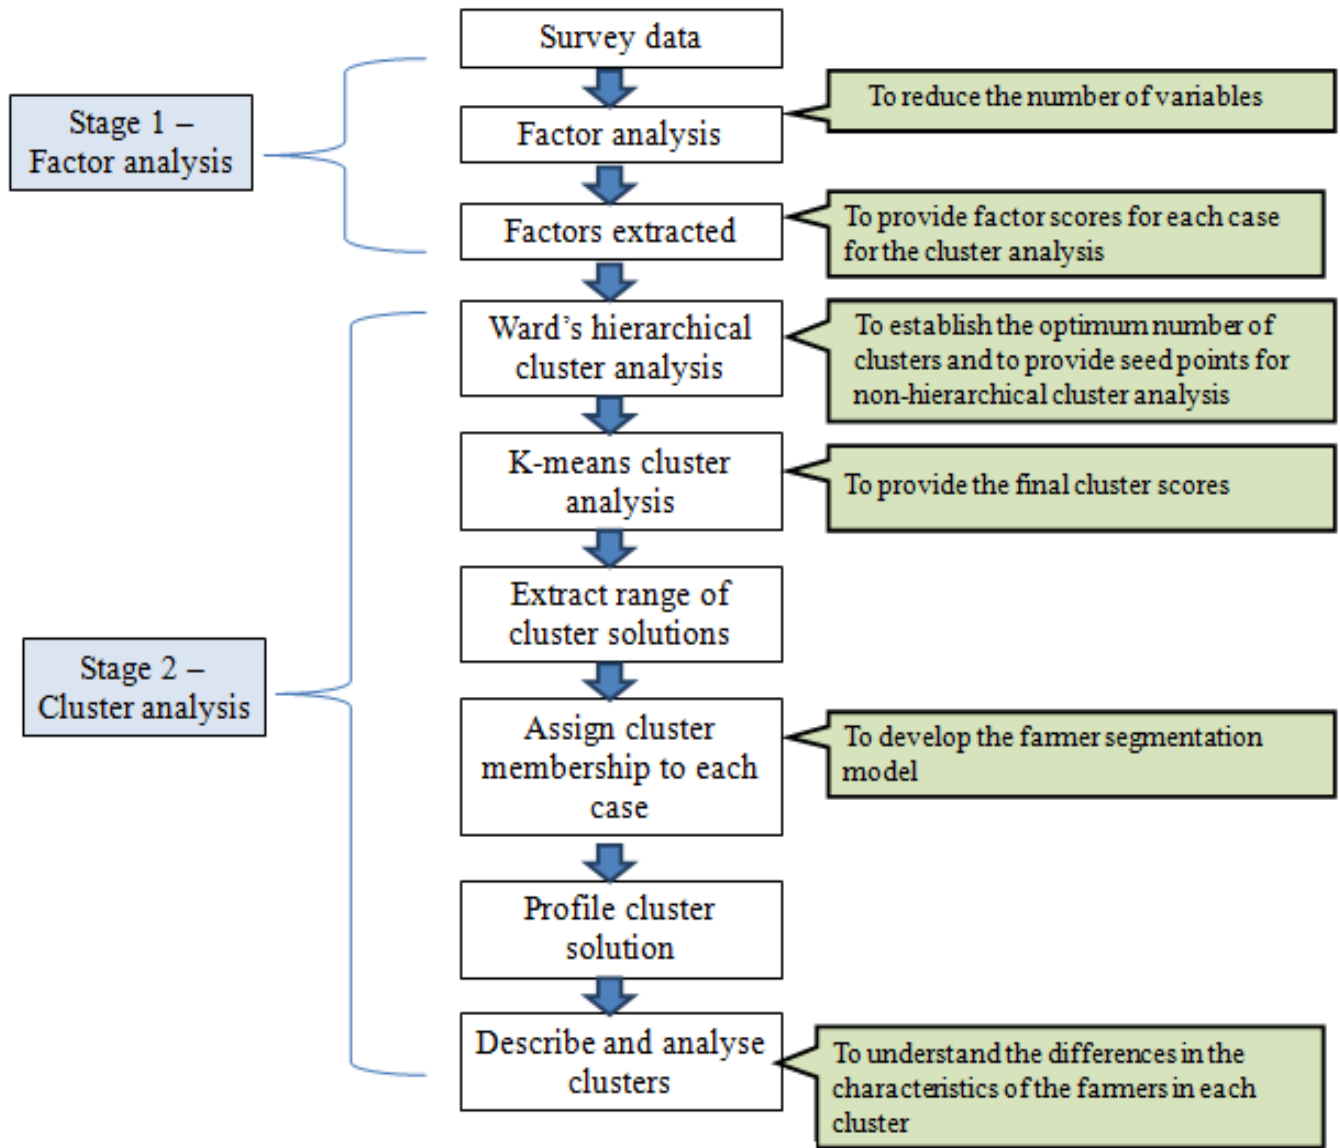 Survey data
To reduce the number of variables
Stage 1 –
Factor analysis
Factor analysis
Factors extracted
To provide factor scores for each case
for the cluster analysis
Ward's hierarchical
cluster analysis
To establish the optimum number of
clusters and to provide seed points for
non-hierarchical cluster analysis
K-means cluster
analysis
To provide the final cluster scores
Extract range of
cluster solutions
Stage 2 –
Cluster analysis
Assign cluster
membership to each
case
To develop the farmer segmentation
model
Profile cluster
solution
Describe and analyse
clusters
To understand the differences in the
characteristics of the farmers in each
cluster